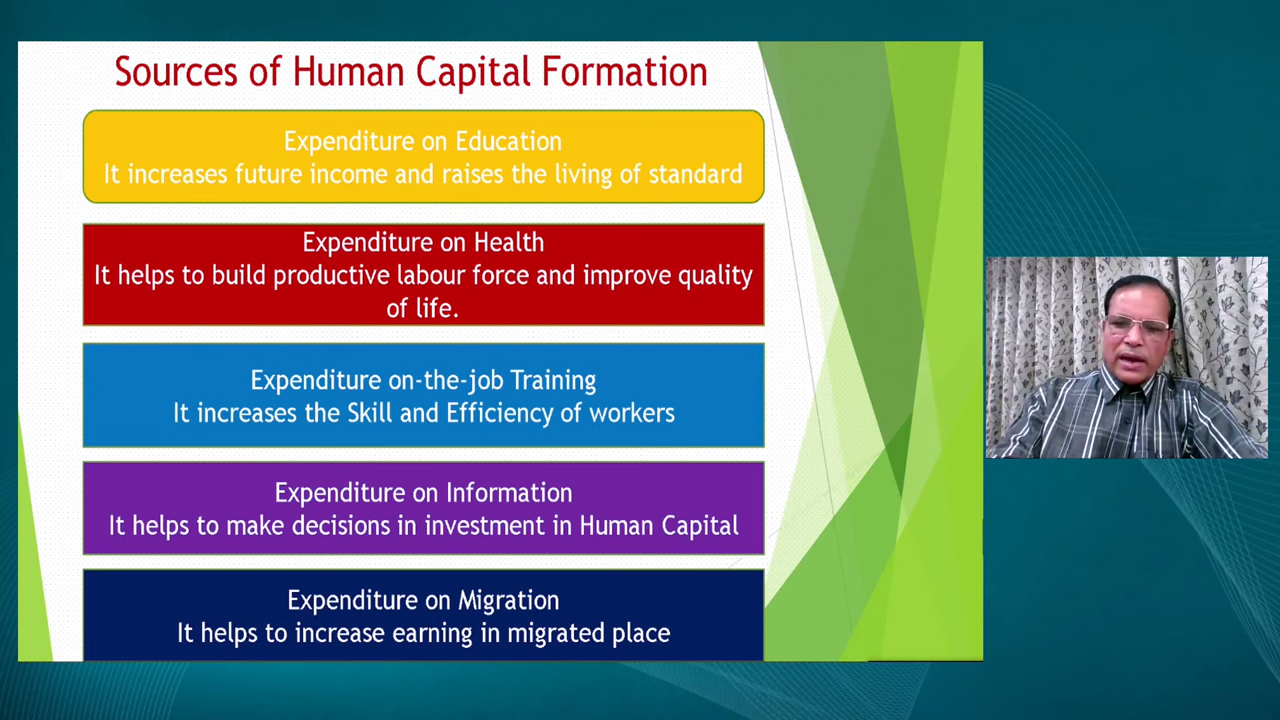 Sources of Human Capital Formation
Expenditure on Education
It increases future income and raises the living of standard
Expenditure on Health
It helps to build productive labour force and improve quality
of life.
Expenditure on-the-job Training
It increases the Skill and Efficiency of workers
Expenditure on Information
It helps to make decisions in investment in Human Capital
Expenditure on Migration
It helps to increase earning in migrated place